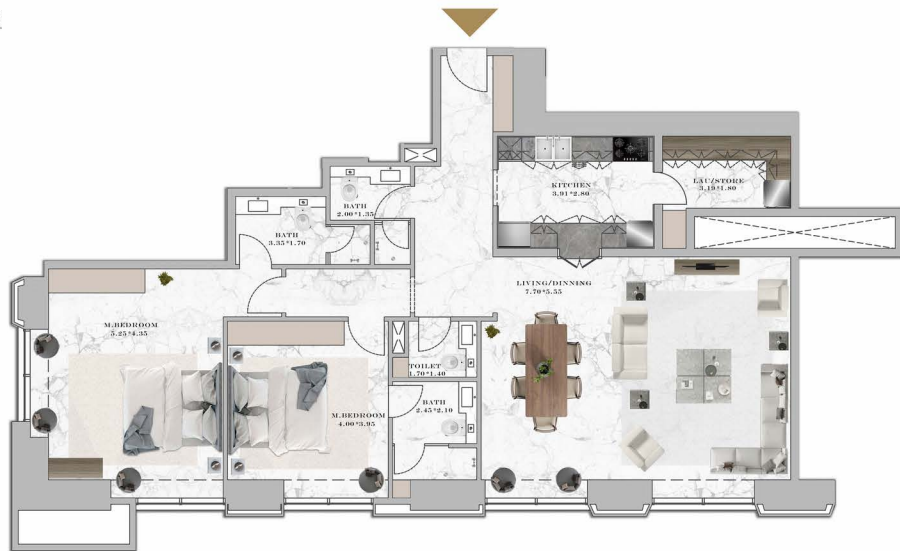 KITCHEN
3.91*2.80
LAU/STORE
3.19*1.80
BATH
2.00*1.35
BATH
3.35*1.70
LIVING/DINNING
7.70*5.55
M.BEDROOM
5.25*4.35
TOILET
1.70*1.40
BATH
2.45*2.10
M.BEDROOM
4.00*3.95